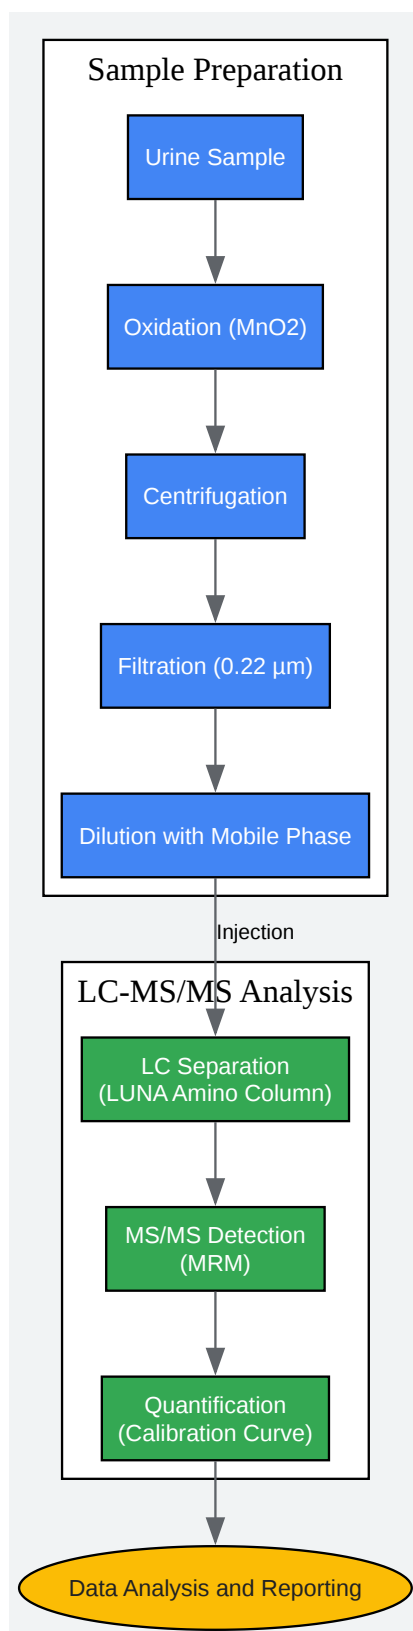 Sample Preparation
Urine Sample
Oxidation (MnO2)
Centrifugation
Filtration (0.22 µm)
Dilution with Mobile Phase
Injection
LC-MS/MS Analysis
LC Separation
(LUNA Amino Column)
MS/MS Detection
(MRM)
Quantification
(Calibration Curve)
Data Analysis and Reporting